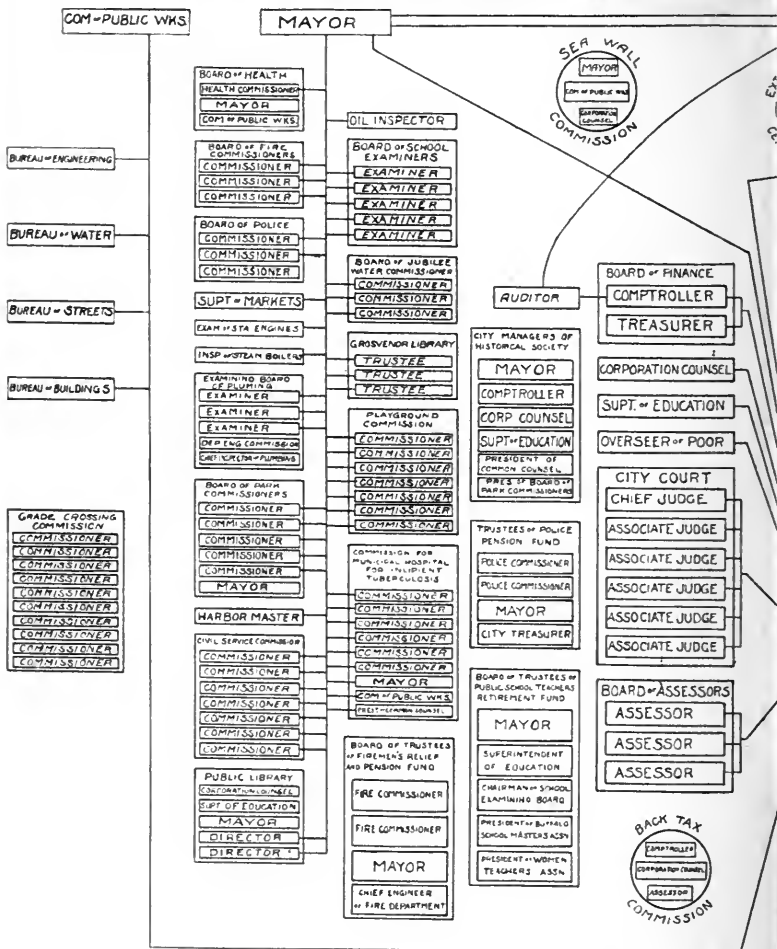 COM-PUBLIC WKS.
MAYOR
BUREAU of ENGINEERING
BUREAU of WATER
BUREAU of STREETS
BUREAU of BUILDINGS
GRADE CROSSING
COMMISSION
COMMISSIONER
COMMISSIONER
COMMISSIONER
COMMISSIONER
COMMISSIONER
COMMISSIONER
COMMISSIONER
COMMISSIONER
COMMISSIONER
COMMISSIONER
BOARD of HEALTH
HEALTH COMMISSIONER
MAYOR
COM of PUBLIC WKS.
BOARD OF FIRE
COMMISSIONERS
COMMISSIONER
COMMISSIONER
COMMISSIONER
BOARD OF POLICE
COMMISSIONER
COMMISSIONER
COMMISSIONER
SUPT of MARKETS
EXAM of STA ENGINES
INSP of STEAM BOILERS
EXAMINING BOARD
OF PLUMING
EXAMINER
EXAMINER
EXAMINER
DEP ENG COMMISSION
CHIEF INSPECTOR of PLUMBING
BOARD OF PARK
COMMISSIONERS
COMMISSIONER
COMMISSIONER
COMMISSIONER
COMMISSIONER
COMMISSIONER
MAYOR
HARBOR MASTER
CIVIL SERVICE COMMISSION
COMMISSIONER
COMMISSIONER
COMMISSIONER
COMMISSIONER
COMMISSIONER
COMMISSIONER
COMMISSIONER
PUBLIC LIBRARY
CORPORATION COUNSEL
SUPT OF EDUCATION
MAYOR
DIRECTOR
DIRECTOR
OIL INSPECTOR
BOARD OF SCHOOL
EXAMINERS
EXAMINER
EXAMINER
EXAMINER
EXAMINER
EXAMINER
BOARD OF JUBILEE
WATER COMMISSIONER
COMMISSIONER
COMMISSIONER
COMMISSIONER
GROSVENOR LIBRARY
TRUSTEE
TRUSTEE
TRUSTEE
PLAYGROUND
COMMISSION
COMMISSIONER
COMMISSIONER
COMMISSIONER
COMMISSIONER
COMMISSIONER
COMMISSIONER
COMMISSIONER
COMMISSION FOR
MUNICIPAL HOSPITAL
FOR INCIPIENT
TUBERCULOSIS
COMMISSIONER
COMMISSIONER
COMMISSIONER
COMMISSIONER
COMMISSIONER
COMMISSIONER
MAYOR
COM of PUBLIC WKS.
PRES of COMMON COUNSEL
BOARD OF TRUSTEES
of FIREMEN'S RELIEF
AND PENSION FUND
FIRE COMMISSIONER
FIRE COMMISSIONER
MAYOR
CHIEF ENGINEER
of FIRE DEPARTMENT
SEA WALL
MAYOR
COM OF PUBLIC WKS
CORPORATION
COUNSEL
COMMISSION
AUDITOR
CITY MANAGERS OF
HISTORICAL SOCIETY
MAYOR
COMPTROLLER
CORP COUNSEL
SUPT of EDUCATION
PRESIDENT OF
COMMON COUNSEL
PRES of BOARD of
PARK COMMISSIONERS
TRUSTEES of POLICE
PENSION FUND
POLICE COMMISSIONER
POLICE COMMISSIONER
MAYOR
CITY TREASURER
BOARD OF TRUSTEES OF
PUBLIC SCHOOL TEACHERS
RETIREMENT FUND
MAYOR
SUPERINTENDENT
OF EDUCATION
CHAIRMAN of SCHOOL
EXAMINING BOARD
PRESIDENT of BUFFALO
SCHOOL MASTERS ASSN
PRESIDENT of WOMEN
TEACHERS ASSN
BOARD of FINANCE
COMPTROLLER
TREASURER
CORPORATION COUNSEL
SUPT. of EDUCATION
OVERSEER of POOR
CITY COURT
CHIEF JUDGE
ASSOCIATE JUDGE
ASSOCIATE JUDGE
ASSOCIATE JUDGE
ASSOCIATE JUDGE
ASSOCIATE JUDGE
BOARD of ASSESSORS
ASSESSOR
ASSESSOR
ASSESSOR
BACK TAX
COMPTROLLER
CORPORATION COUNSEL
ASSESSOR
COMMISSION